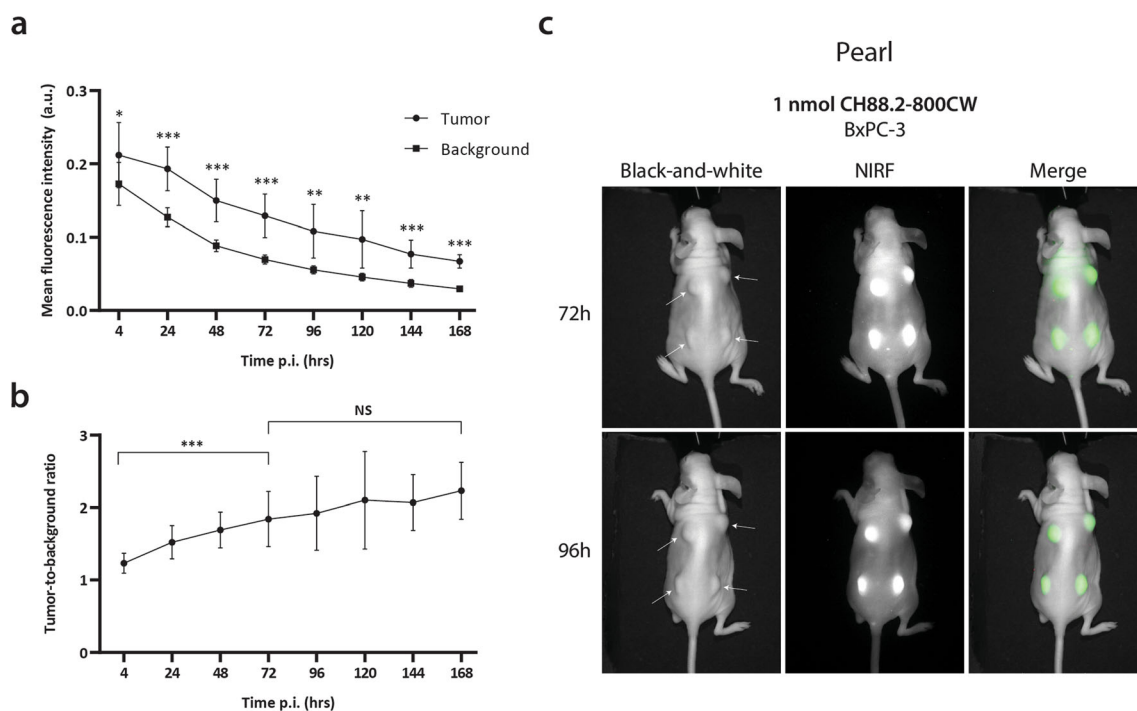 a
Mean fluorescence intensity (a.u.)
0.3
0.2
0.1
0.0
* *** *** *** ** ** *** ***
Tumor
Background
4 24 48 72 96 120 144 168
Time p.i. (hrs)
b
Tumor-to-background ratio
3
2
1
0
***
NS
4 24 48 72 96 120 144 168
Time p.i. (hrs)
c
Pearl
1 nmol CH88.2-800CW
BxPC-3
Black-and-white NIRF Merge
72h
96h